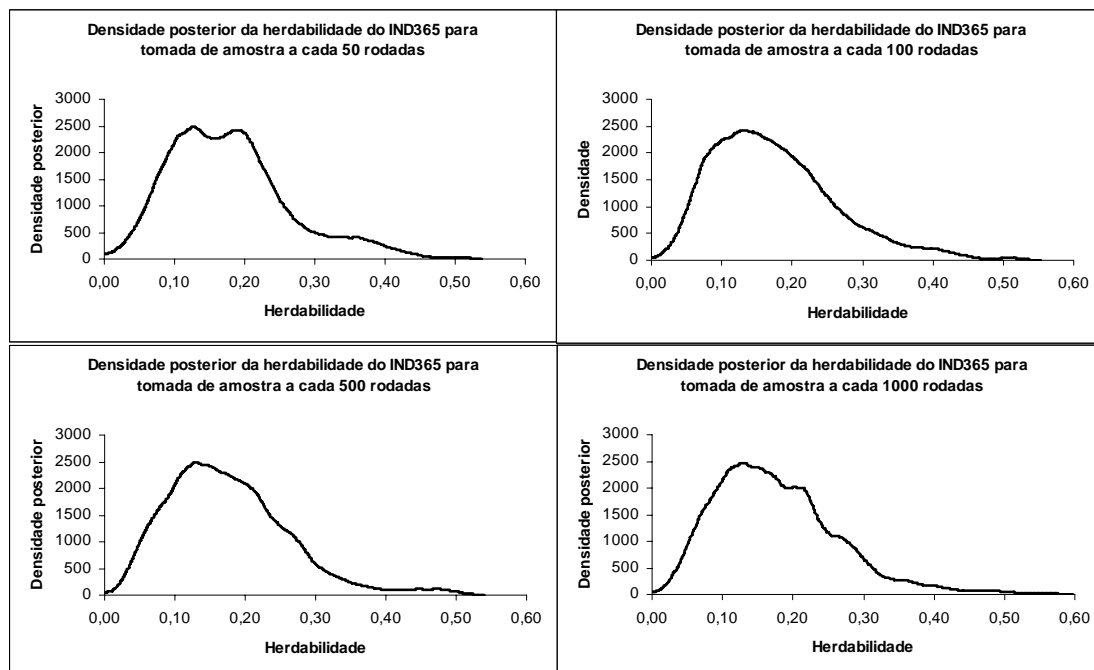 Densidade posterior da herdabilidade do IND365 para
tomada de amostra a cada 50 rodadas
3000
2500
2000
1500
1000
500
0
Densidade posterior
0,00 0,10 0,20 0,30 0,40 0,50 0,60
Herdabilidade
Densidade posterior da herdabilidade do IND365 para
tomada de amostra a cada 100 rodadas
3000
2500
2000
1500
1000
500
0
Densidade
0,00 0,10 0,20 0,30 0,40 0,50 0,60
Herdabilidade
Densidade posterior da herdabilidade do IND365 para
tomada de amostra a cada 500 rodadas
3000
2500
2000
1500
1000
500
0
Densidade posterior
0,00 0,10 0,20 0,30 0,40 0,50 0,60
Herdabilidade
Densidade posterior da herdabilidade do IND365 para
tomada de amostra a cada 1000 rodadas
3000
2500
2000
1500
1000
500
0
Densidade posterior
0,00 0,10 0,20 0,30 0,40 0,50 0,60
Herdabilidade